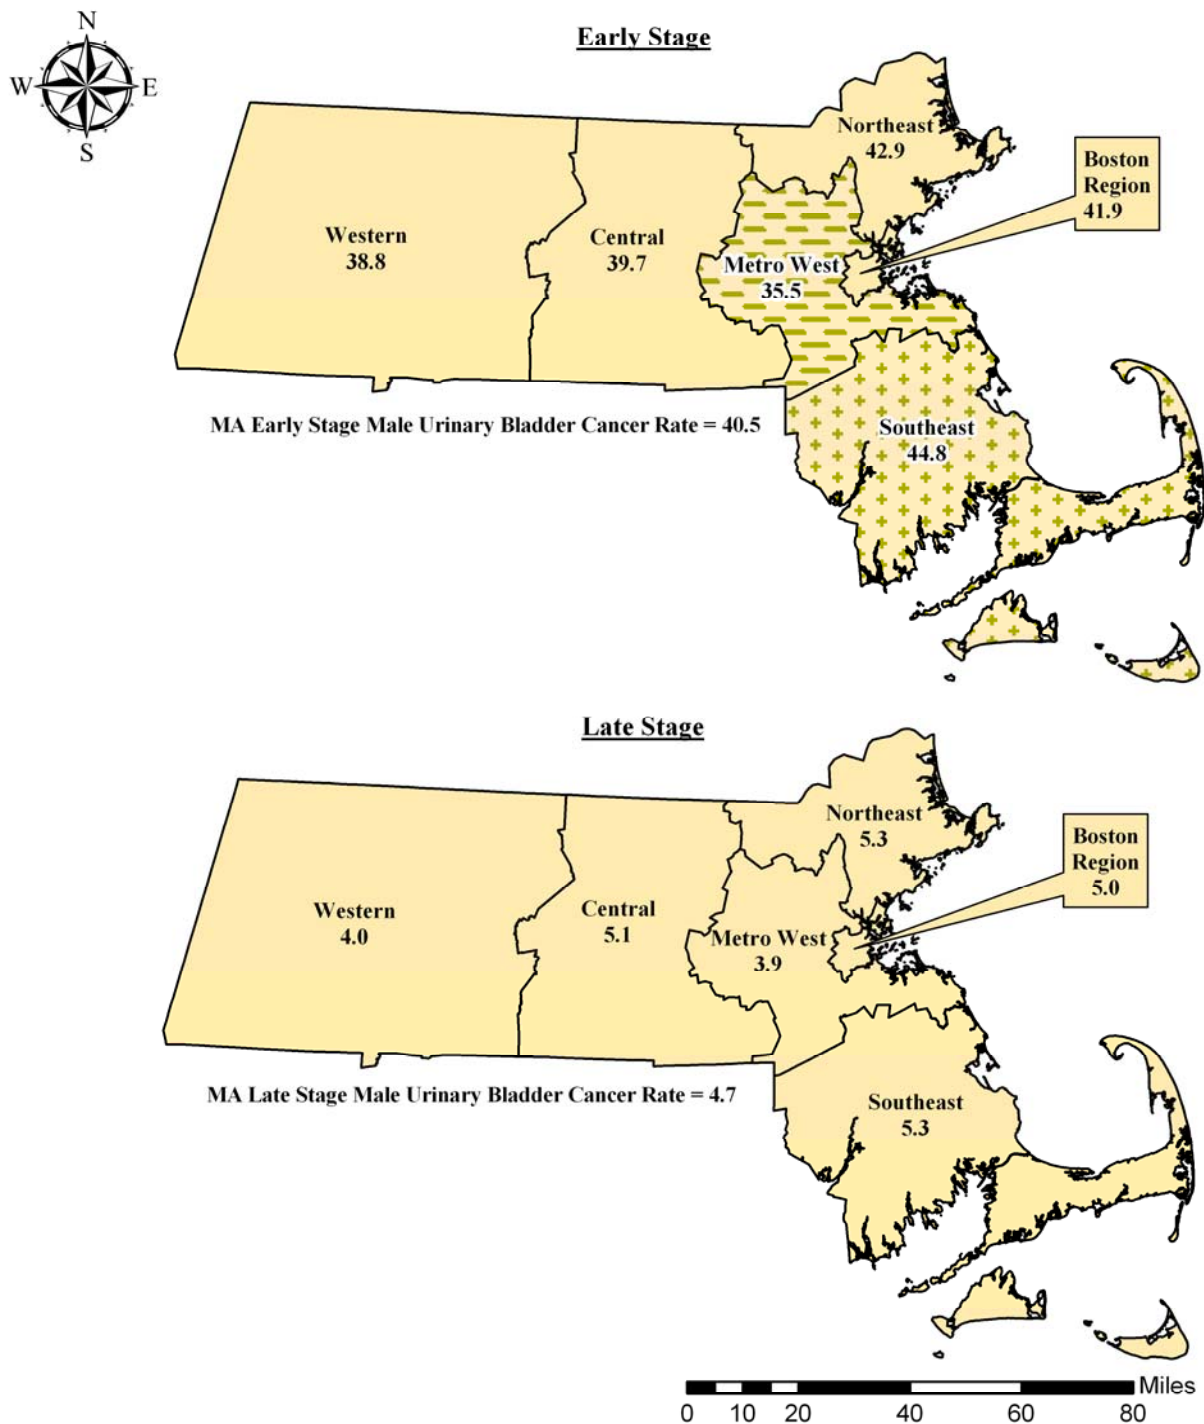 N
W
E
S
Early Stage
Northeast
42.9
Boston
Region
41.9
Western
38.8
Central
39.7
Metro West
35.5
Southeast
44.8
MA Early Stage Male Urinary Bladder Cancer Rate = 40.5
Late Stage
Northeast
5.3
Boston
Region
5.0
Western
4.0
Central
5.1
Metro West
3.9
Southeast
5.3
MA Late Stage Male Urinary Bladder Cancer Rate = 4.7
Miles
0 10 20 40 60 80